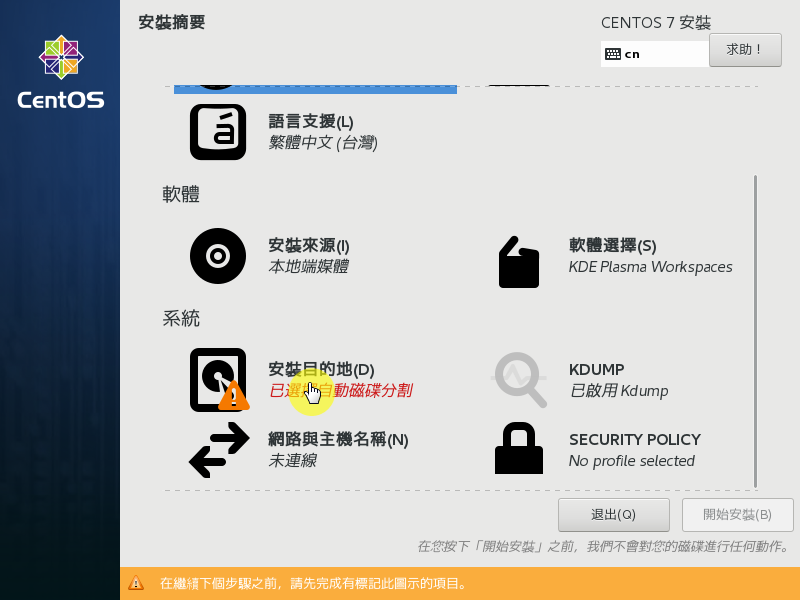 安裝摘要
CENTOS 7 安裝
cn
求助！
CentOS
語言支援(L)
繁體中文 (台灣)
軟體
安裝來源(I)
本地端媒體
軟體選擇(S)
KDE Plasma Workspaces
系統
安裝目的地(D)
已選擇自動磁碟分割
KDUMP
已啟用 Kdump
網路與主機名稱(N)
未連線
SECURITY POLICY
No profile selected
退出(Q)
開始安裝(B)
在您按下「開始安裝」之前，我們不會對您的磁碟進行任何動作。
在繼續下個步驟之前，請先完成有標記此圖示的項目。